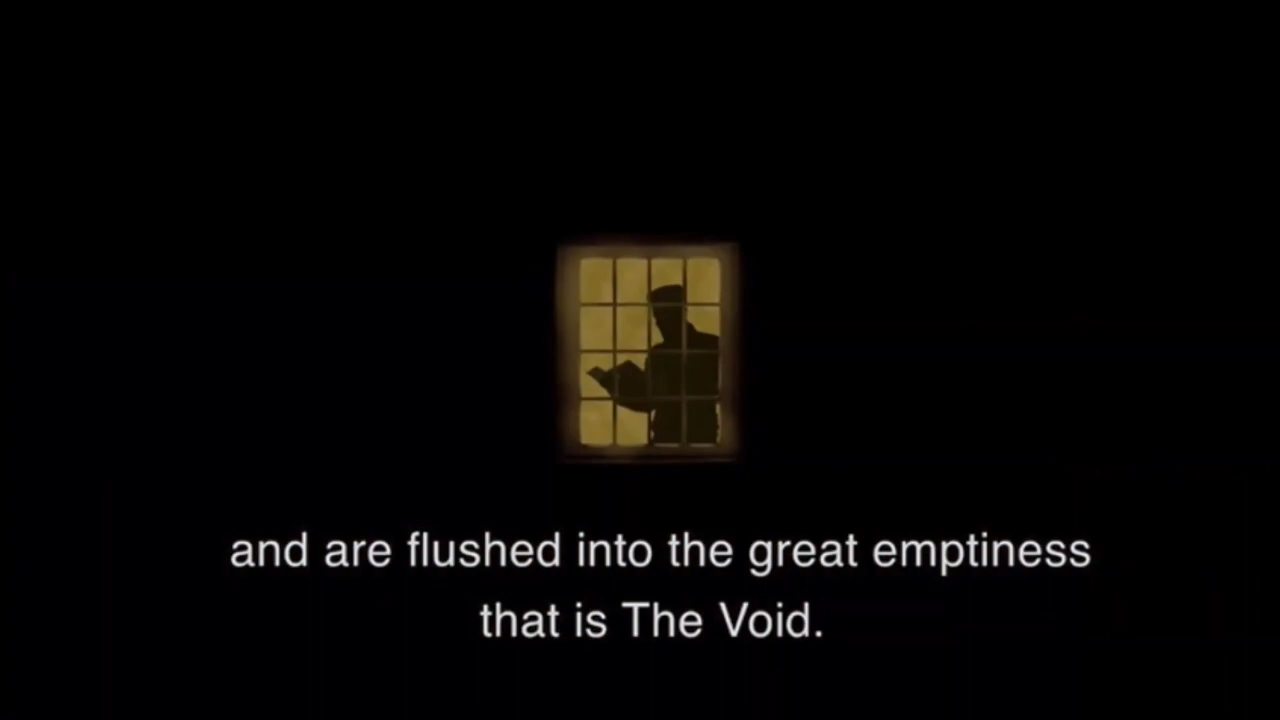 and are flushed into the great emptiness
that is The Void.